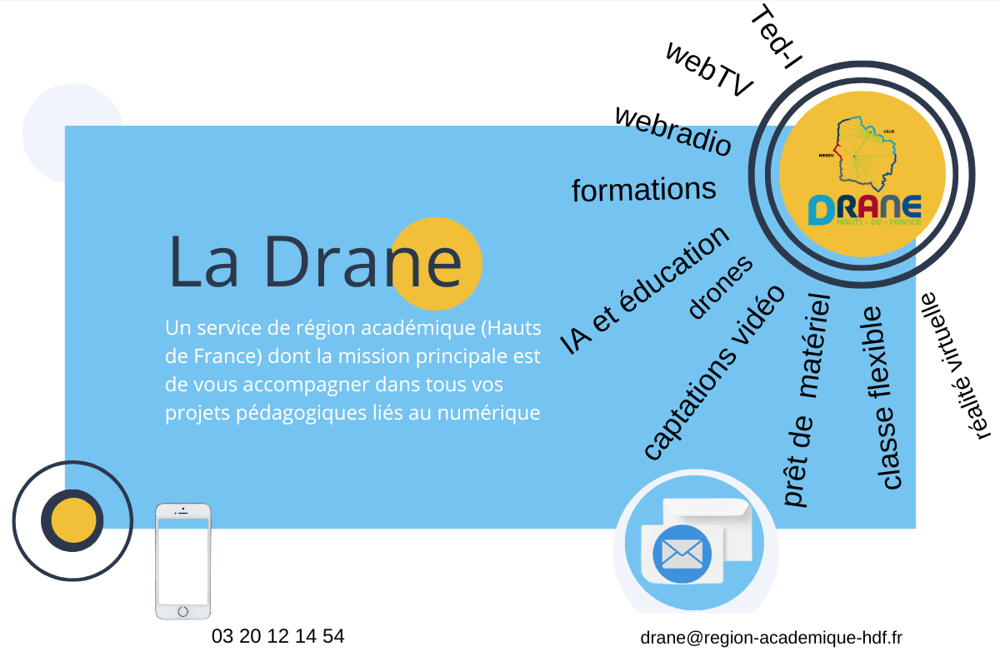 Ted-I
webTV
webradio
formations
IA et éducation
drones
captations vidéo
prêt de matériel
classe flexible
réalité virtuelle
LILLE
AMIENS
DRANE
HAUTS - DE - FRANCE
La Drane
Un service de région académique (Hauts
de France) dont la mission principale est
de vous accompagner dans tous vos
projets pédagogiques liés au numérique
03 20 12 14 54
drane@region-academique-hdf.fr